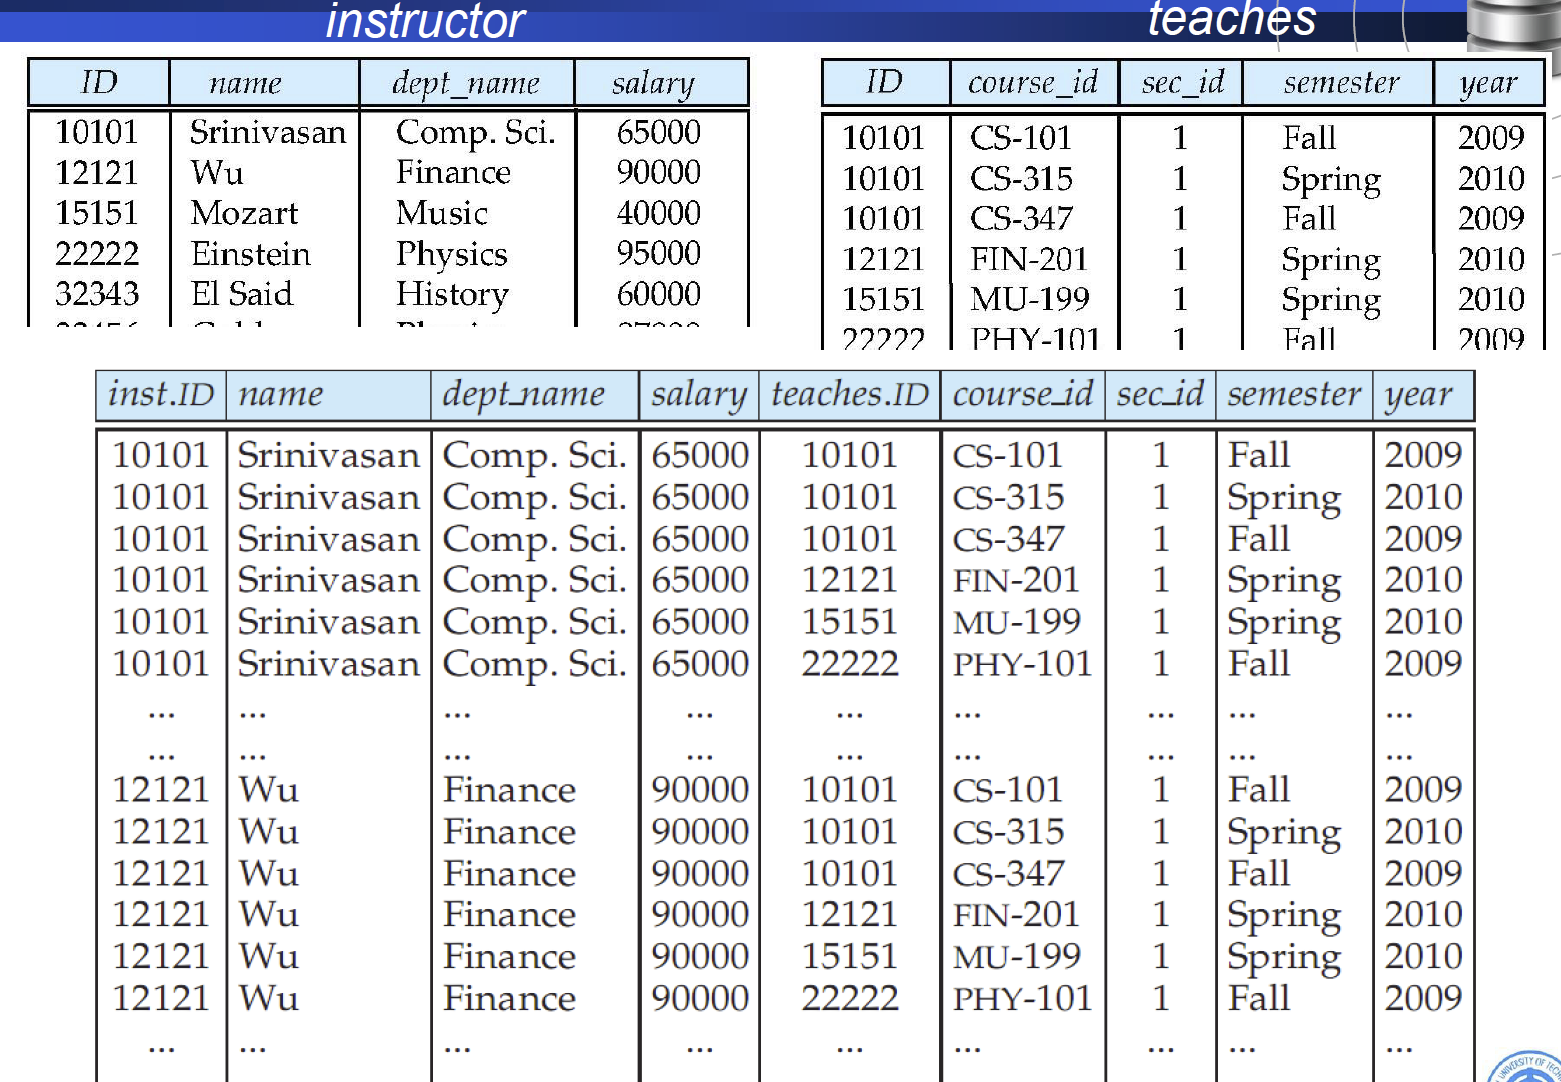 instructor teaches
ID name dept_name salary
10101 Srinivasan Comp. Sci. 65000
12121 Wu Finance 90000
15151 Mozart Music 40000
22222 Einstein Physics 95000
32343 El Said History 60000
ID course_id sec_id semester year
10101 CS-101 1 Fall 2009
10101 CS-315 1 Spring 2010
10101 CS-347 1 Fall 2009
12121 FIN-201 1 Spring 2010
15151 MU-199 1 Spring 2010
22222 PHY-101 1 Fall 2009
inst.ID name dept_name salary teaches.ID course_id sec_id semester year
10101 Srinivasan Comp. Sci. 65000 10101 CS-101 1 Fall 2009
10101 Srinivasan Comp. Sci. 65000 10101 CS-315 1 Spring 2010
10101 Srinivasan Comp. Sci. 65000 10101 CS-347 1 Fall 2009
10101 Srinivasan Comp. Sci. 65000 12121 FIN-201 1 Spring 2010
10101 Srinivasan Comp. Sci. 65000 15151 MU-199 1 Spring 2010
10101 Srinivasan Comp. Sci. 65000 22222 PHY-101 1 Fall 2009
... ... ... ... ... ... ... ... ...
... ... ... ... ... ... ... ... ...
12121 Wu Finance 90000 10101 CS-101 1 Fall 2009
12121 Wu Finance 90000 10101 CS-315 1 Spring 2010
12121 Wu Finance 90000 10101 CS-347 1 Fall 2009
12121 Wu Finance 90000 12121 FIN-201 1 Spring 2010
12121 Wu Finance 90000 15151 MU-199 1 Spring 2010
12121 Wu Finance 90000 22222 PHY-101 1 Fall 2009
... ... ... ... ... ... ... ... ...